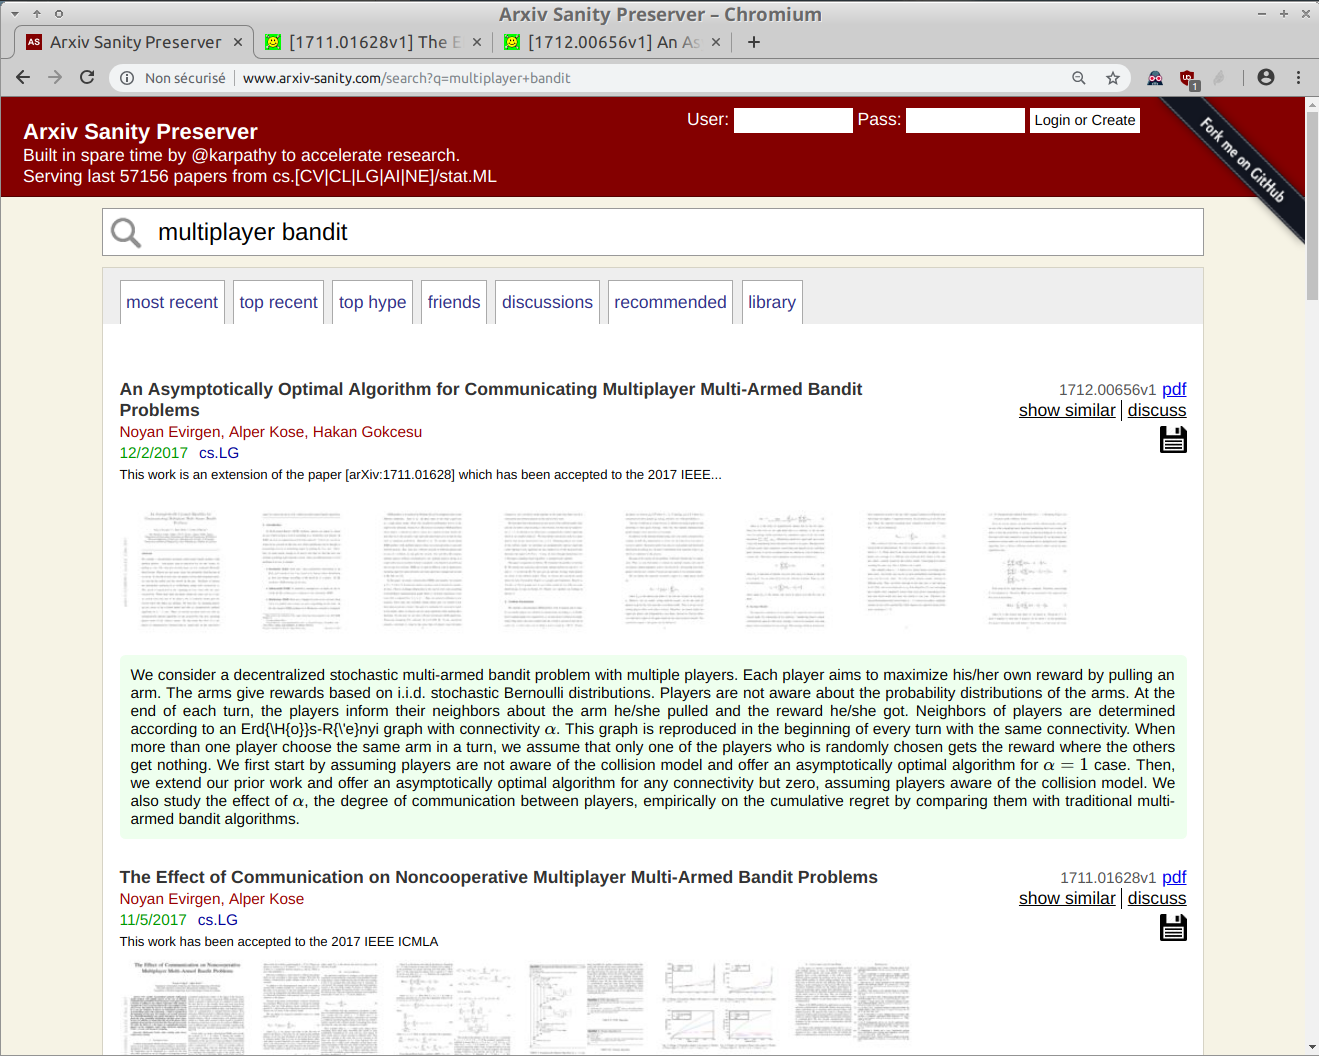 Arxiv Sanity Preserver – Chromium
AS Arxiv Sanity Preserver × [1711.01628v1] The E × [1712.00656v1] An As × +
Non sécurisé www.arxiv-sanity.com/search?q=multiplayer+bandit
1
User: Pass: Login or Create
Fork me on GitHub
Arxiv Sanity Preserver
Built in spare time by @karpathy to accelerate research.
Serving last 57156 papers from cs.[CV|CL|LG|AI|NE]/stat.ML
multiplayer bandit
most recent top recent top hype friends discussions recommended library
An Asymptotically Optimal Algorithm for Communicating Multiplayer Multi-Armed Bandit 1712.00656v1 pdf
Problems show similar | discuss
Noyan Evirgen, Alper Kose, Hakan Gokcesu
12/2/2017 cs.LG
This work is an extension of the paper [arXiv:1711.01628] which has been accepted to the 2017 IEEE...
We consider a decentralized stochastic multi-armed bandit problem with multiple players. Each player aims to maximize his/her own reward by pulling an
arm. The arms give rewards based on i.i.d. stochastic Bernoulli distributions. Players are not aware about the probability distributions of the arms. At the
end of each turn, the players inform their neighbors about the arm he/she pulled and the reward he/she got. Neighbors of players are determined
according to an Erd{\H{o}}s-R{\'e}nyi graph with connectivity α. This graph is reproduced in the beginning of every turn with the same connectivity. When
more than one player choose the same arm in a turn, we assume that only one of the players who is randomly chosen gets the reward where the others
get nothing. We first start by assuming players are not aware of the collision model and offer an asymptotically optimal algorithm for α = 1 case. Then,
we extend our prior work and offer an asymptotically optimal algorithm for any connectivity but zero, assuming players aware of the collision model. We
also study the effect of α, the degree of communication between players, empirically on the cumulative regret by comparing them with traditional multi-
armed bandit algorithms.
The Effect of Communication on Noncooperative Multiplayer Multi-Armed Bandit Problems 1711.01628v1 pdf
Noyan Evirgen, Alper Kose show similar | discuss
11/5/2017 cs.LG
This work has been accepted to the 2017 IEEE ICMLA
The Effect of Communication on Noncooperative
Multiplayer Multi-Armed Bandit Problems